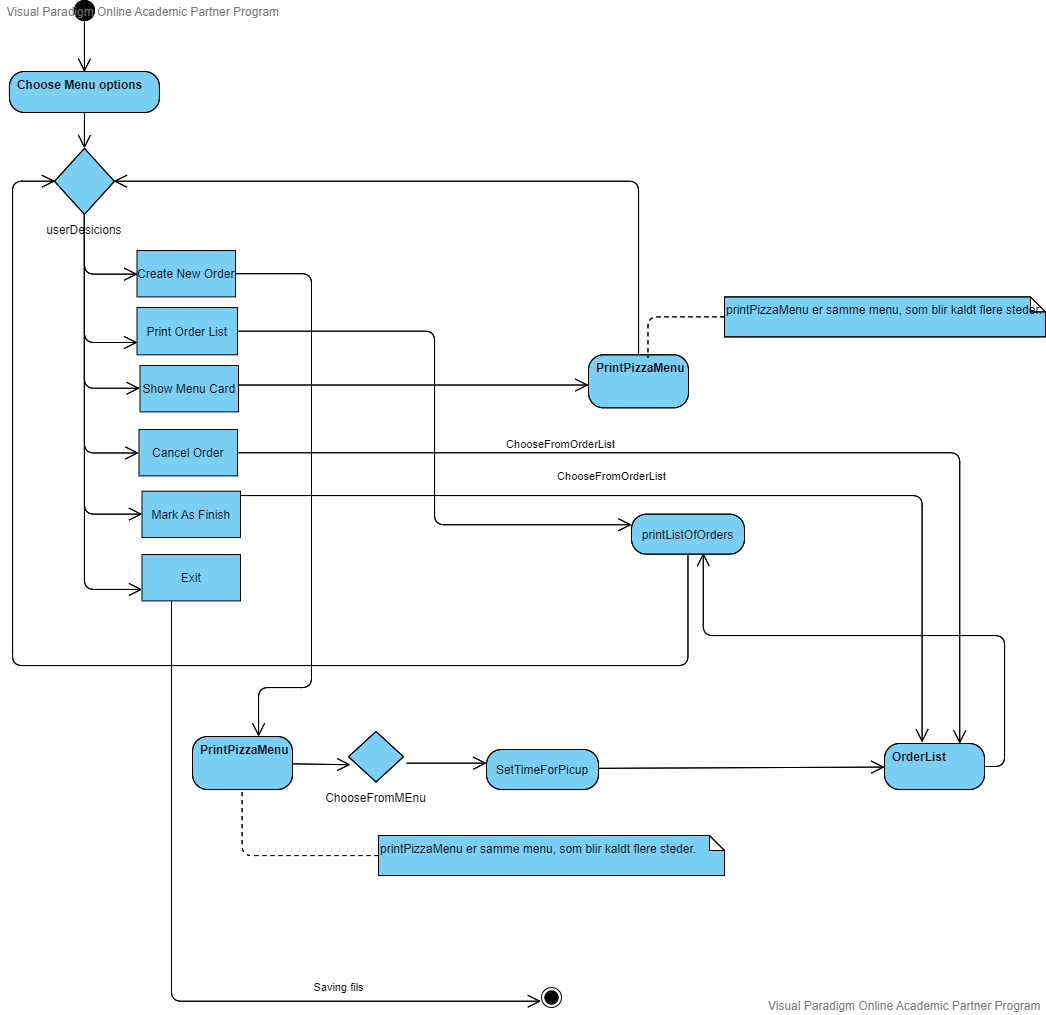 Visual Paradigm Online Academic Partner Program
Choose Menu options
userDesicions
Create New Order
printPizzaMenu er samme menu, som blir kaldt flere steder.
Print Order List
PrintPizzaMenu
Show Menu Card
ChooseFromOrderList
Cancel Order
ChooseFromOrderList
Mark As Finish
printListOfOrders
Exit
PrintPizzaMenu
OrderList
SetTimeForPicup
ChooseFromMEnu
printPizzaMenu er samme menu, som blir kaldt flere steder.
Saving fils
Visual Paradigm Online Academic Partner Program